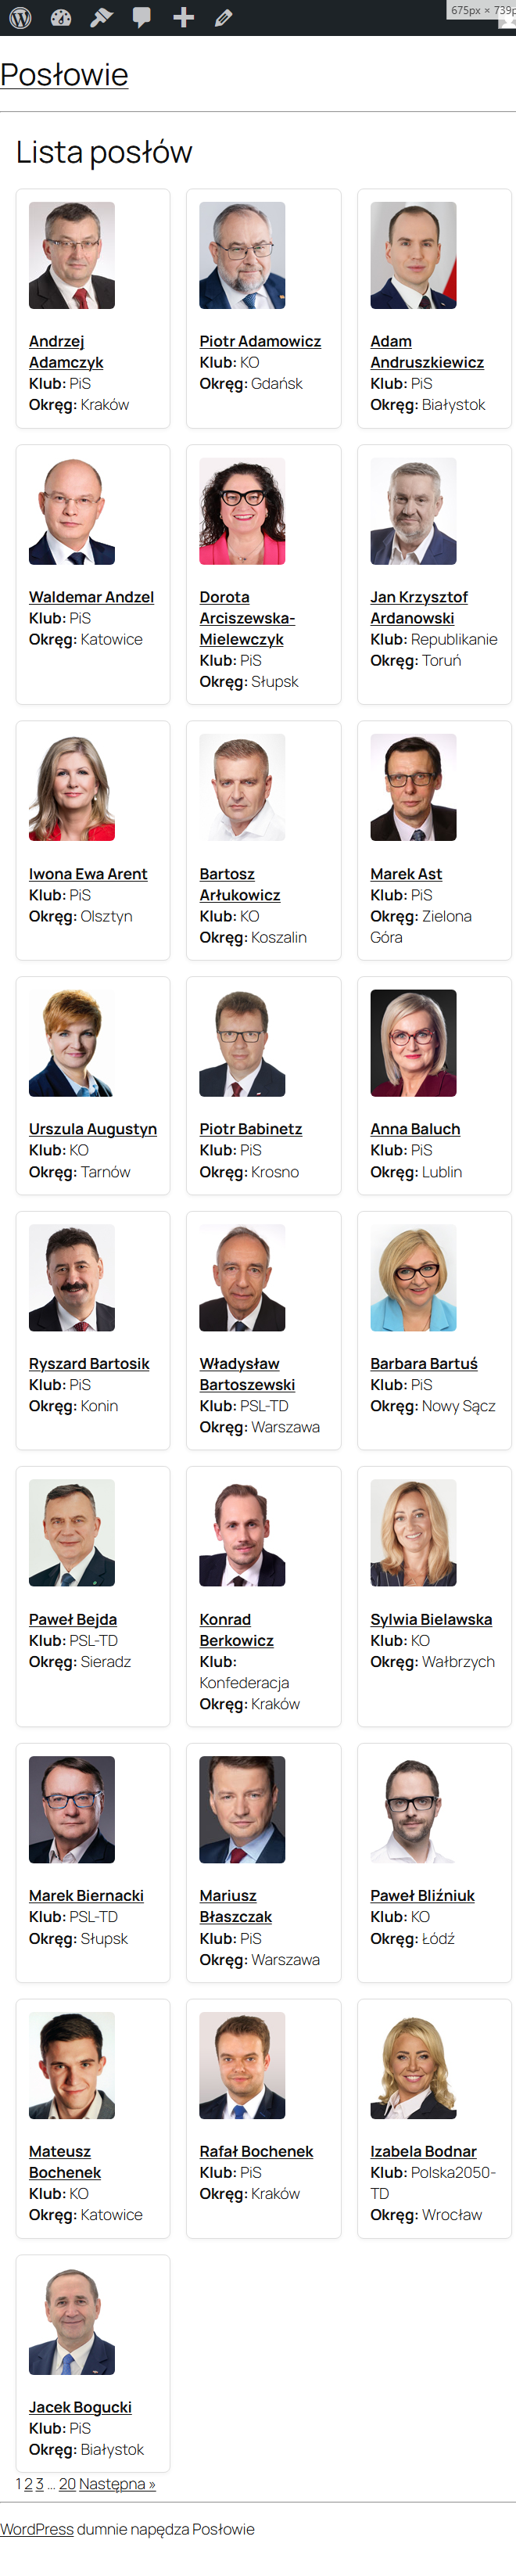 675px × 739p
Posłowie
Lista posłów
Andrzej
Adamczyk
Klub: PiS
Okręg: Kraków
Piotr Adamowicz
Klub: KO
Okręg: Gdańsk
Adam
Andruszkiewicz
Klub: PiS
Okręg: Białystok
Waldemar Andzel
Klub: PiS
Okręg: Katowice
Dorota
Arciszewska-
Mielewczyk
Klub: PiS
Okręg: Słupsk
Jan Krzysztof
Ardanowski
Klub: Republikanie
Okręg: Toruń
Iwona Ewa Arent
Klub: PiS
Okręg: Olsztyn
Bartosz
Arłukowicz
Klub: KO
Okręg: Koszalin
Marek Ast
Klub: PiS
Okręg: Zielona
Góra
Urszula Augustyn
Klub: KO
Okręg: Tarnów
Piotr Babinetz
Klub: PiS
Okręg: Krosno
Anna Baluch
Klub: PiS
Okręg: Lublin
Ryszard Bartosik
Klub: PiS
Okręg: Konin
Władysław
Bartoszewski
Klub: PSL-TD
Okręg: Warszawa
Barbara Bartuś
Klub: PiS
Okręg: Nowy Sącz
Paweł Bejda
Klub: PSL-TD
Okręg: Sieradz
Konrad
Berkowicz
Klub:
Konfederacja
Okręg: Kraków
Sylwia Bielawska
Klub: KO
Okręg: Wałbrzych
Marek Biernacki
Klub: PSL-TD
Okręg: Słupsk
Mariusz
Błaszczak
Klub: PiS
Okręg: Warszawa
Paweł Bliźniuk
Klub: KO
Okręg: Łódź
Mateusz
Bochenek
Klub: KO
Okręg: Katowice
Rafał Bochenek
Klub: PiS
Okręg: Kraków
Izabela Bodnar
Klub: Polska2050-
TD
Okręg: Wrocław
Jacek Bogucki
Klub: PiS
Okręg: Białystok
1 2 3 … 20 Następna »
WordPress dumnie napędza Posłowie